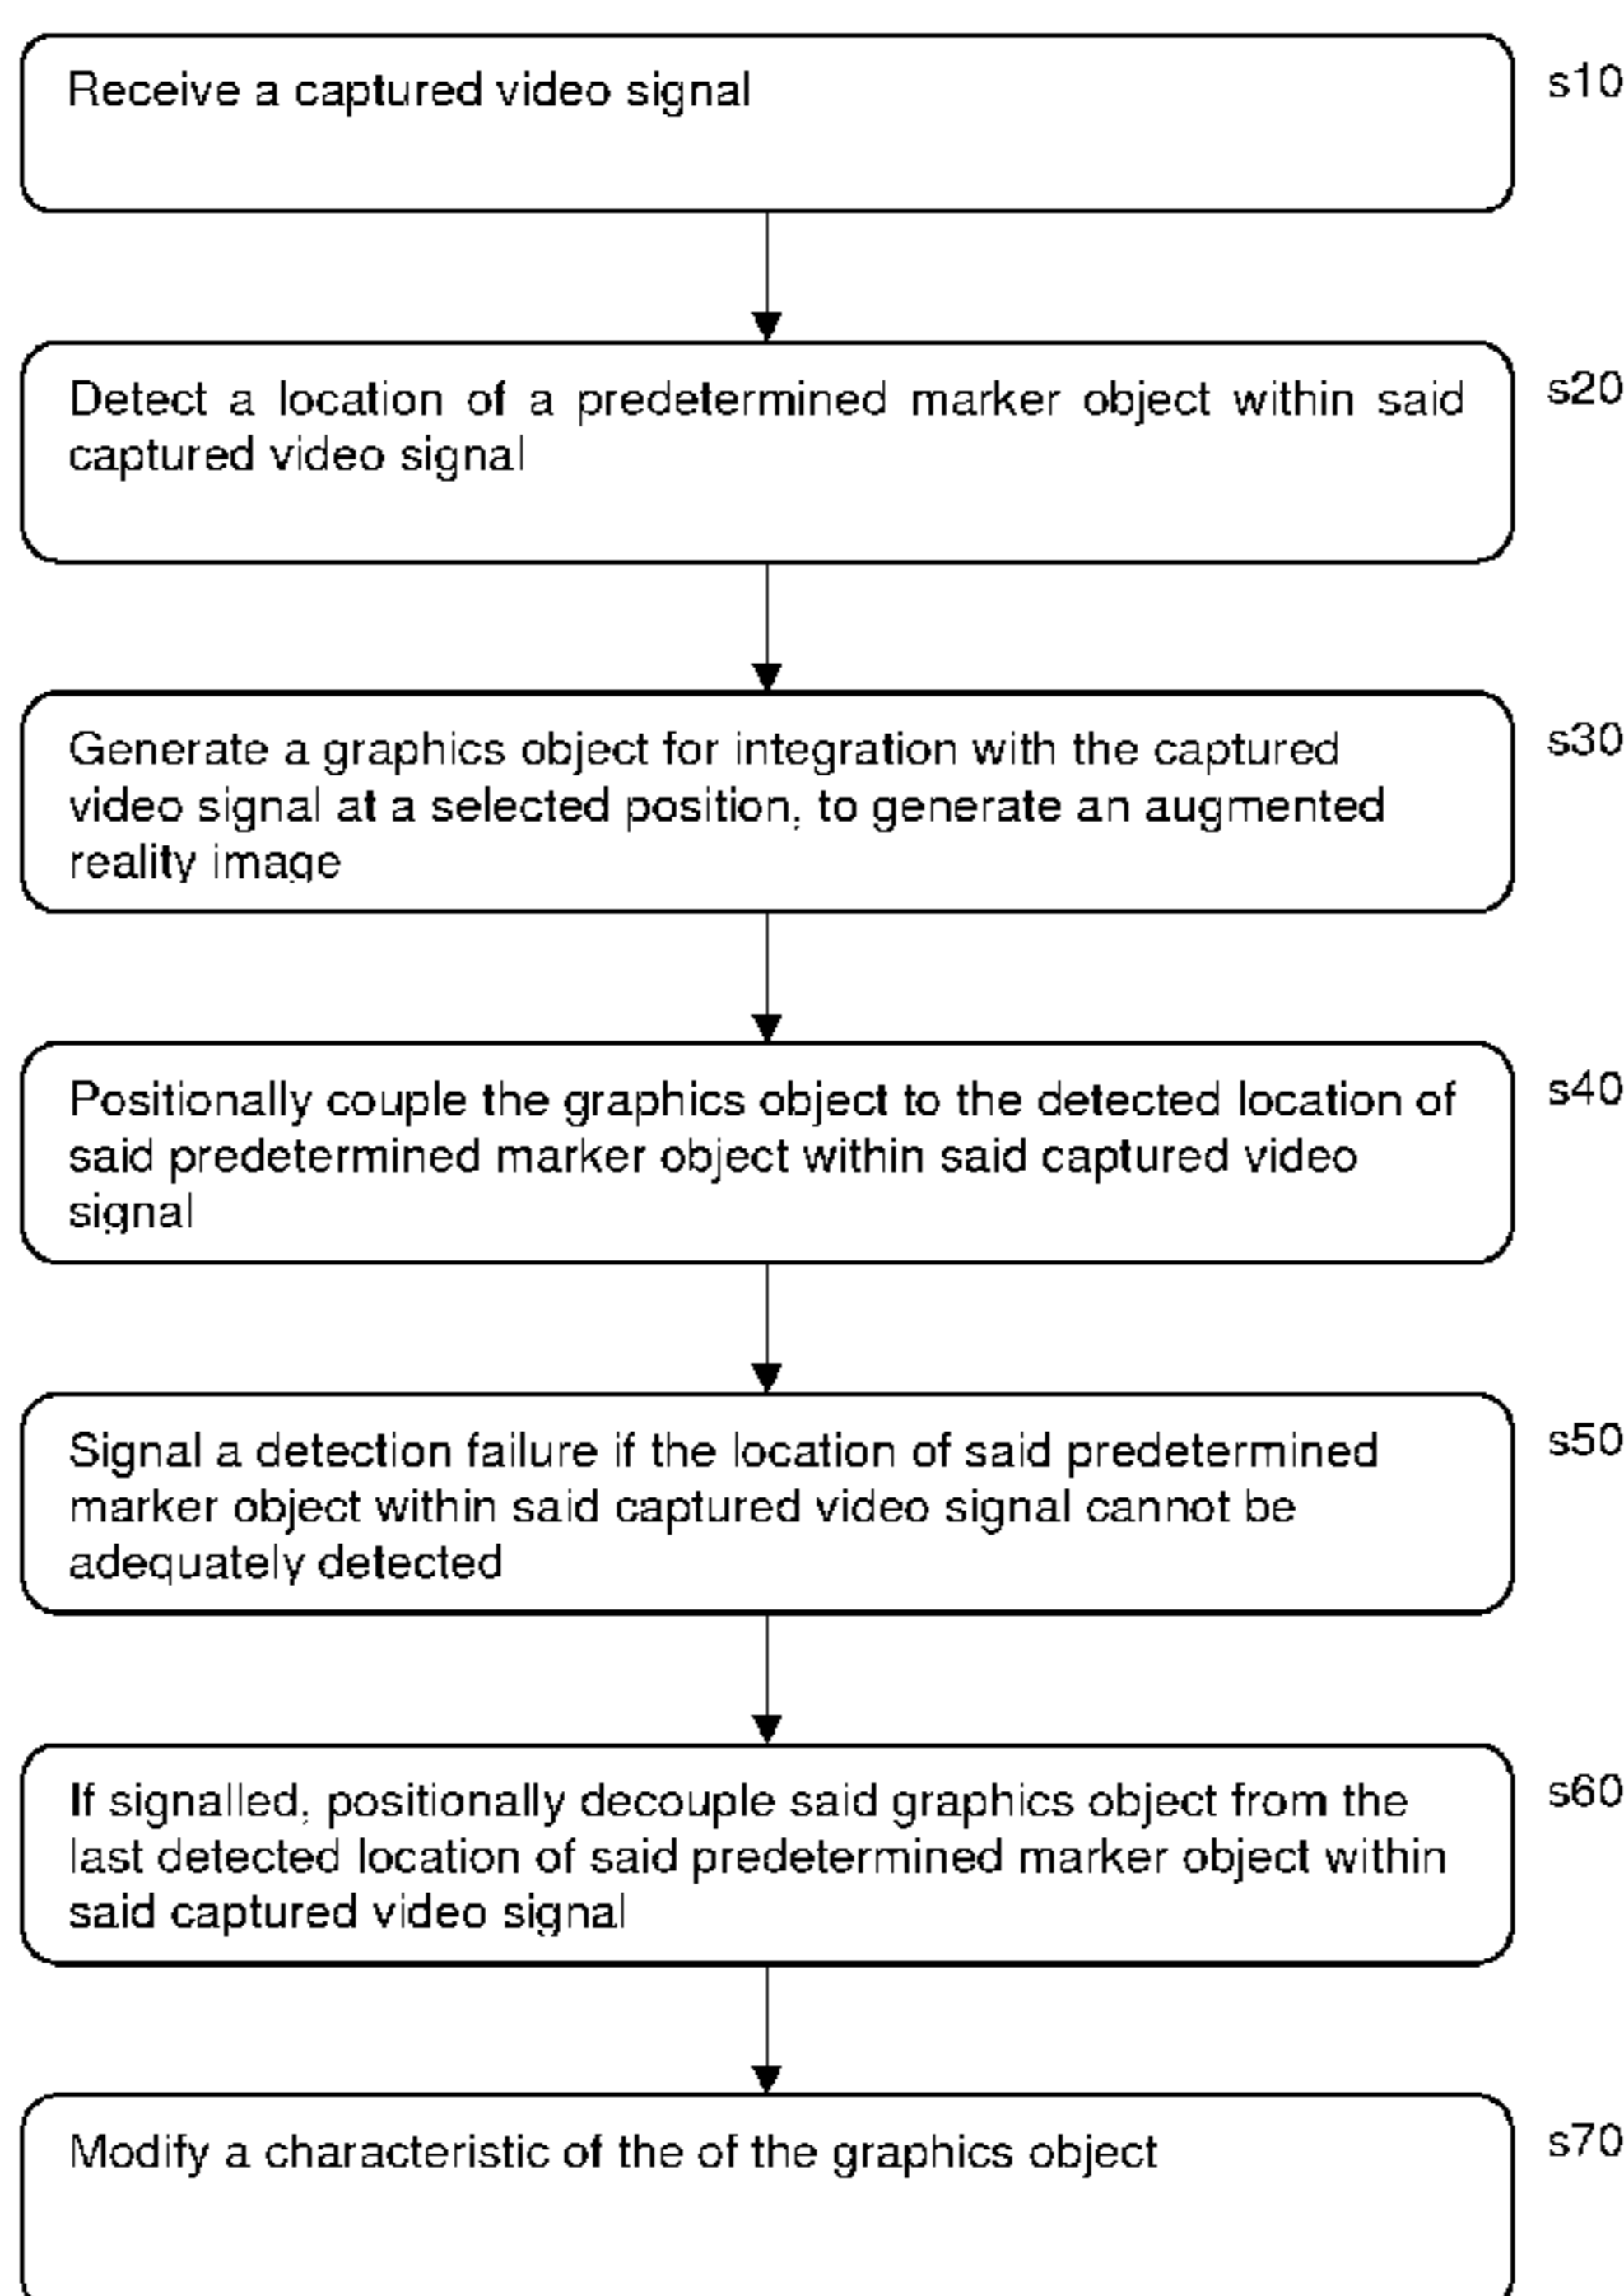 Receive a captured video signal
s10
Detect a location of a predetermined marker object within said
captured video signal
s20
Generate a graphics object for integration with the captured
video signal at a selected position, to generate an augmented
reality image
s30
Positionally couple the graphics object to the detected location of
said predetermined marker object within said captured video
signal
s40
Signal a detection failure if the location of said predetermined
marker object within said captured video signal cannot be
adequately detected
s50
If signalled, positionally decouple said graphics object from the
last detected location of said predetermined marker object within
said captured video signal
s60
Modify a characteristic of the of the graphics object
s70